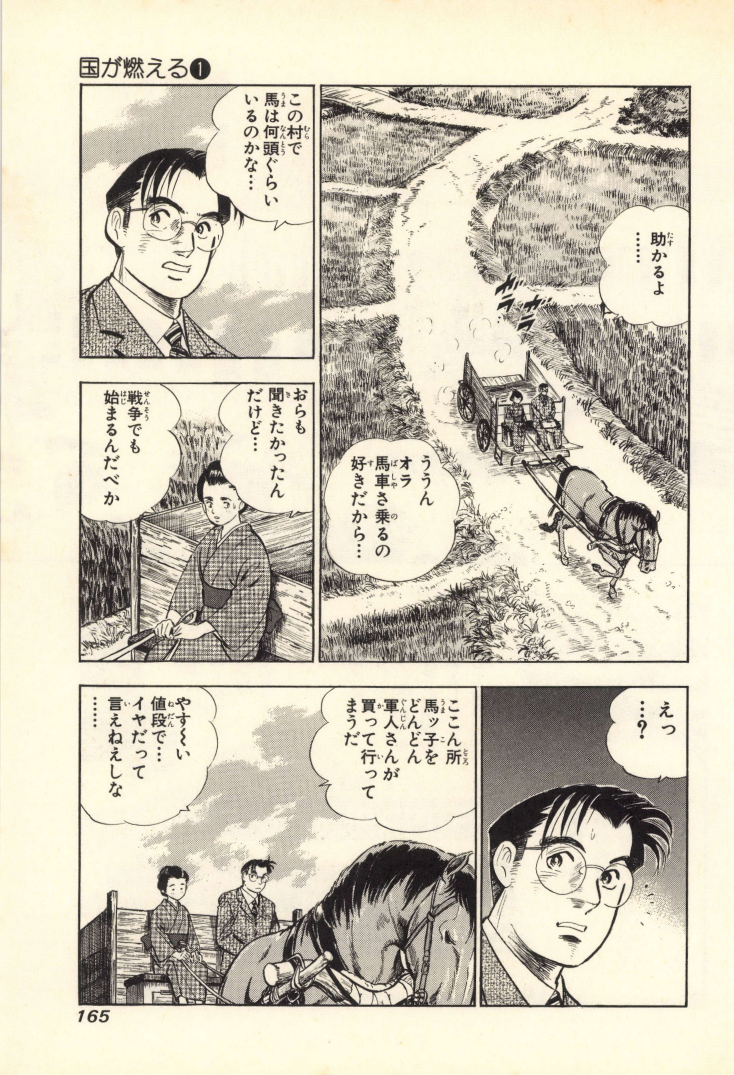 国が燃える❶
助かるよ
……
ううん
オラ
馬車さ乗るの
好きだから…
ガラ
ガラ
この村で
馬は何頭ぐらい
いるのかな…
おらも
聞きたかったん
だけど…
戦争でも
始まるんだべか
えっ
…?
ここん所
馬ッ子を
どんどん
軍人さんが
買って行って
まうだ
やす〜い
値段で…
イヤだって
言えねえしな
……
165